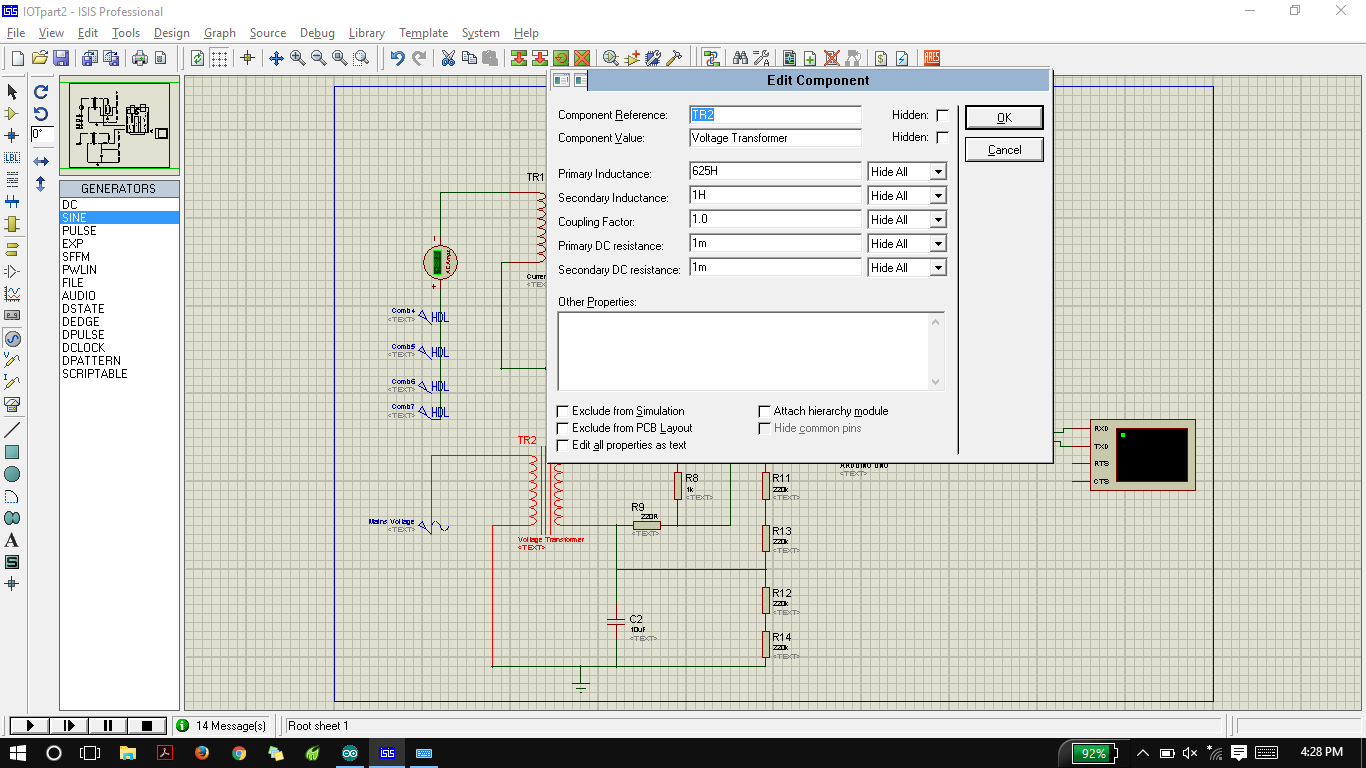 IOTpart2 - ISIS Professional
File View Edit Tools Design Graph Source Debug Library Template System Help
ARES
0°
LBL
GENERATORS
DC
SINE
PULSE
EXP
SFFM
PWLIN
FILE
AUDIO
DSTATE
DEDGE
DPULSE
DCLOCK
DPATTERN
SCRIPTABLE
A
S
Edit Component
Component Reference: TR2 Hidden:
Component Value: Voltage Transformer Hidden:
Primary Inductance: 625H Hide All
Secondary Inductance: 1H Hide All
Coupling Factor: 1.0 Hide All
Primary DC resistance: 1m Hide All
Secondary DC resistance: 1m Hide All
Other Properties:
Exclude from Simulation Attach hierarchy module
Exclude from PCB Layout Hide common pins
Edit all properties as text
OK
Cancel
TR1
Curre
<TE
Comb4 HDL
<TEXT>
Comb5 HDL
<TEXT>
Comb6 HDL
<TEXT>
Comb7 HDL
<TEXT>
TR2
Voltage Transformer
<TEXT>
Mains Voltage
<TEXT>
R8
1k
<TEXT>
R9
220R
<TEXT>
R11
220k
<TEXT>
R13
220k
<TEXT>
R12
220k
<TEXT>
R14
220k
<TEXT>
C2
10uF
<TEXT>
ARDUINO UNO
<TEXT>
RXD
TXD
RTS
CTS
14 Message(s) Root sheet 1
isis
92%
4:28 PM